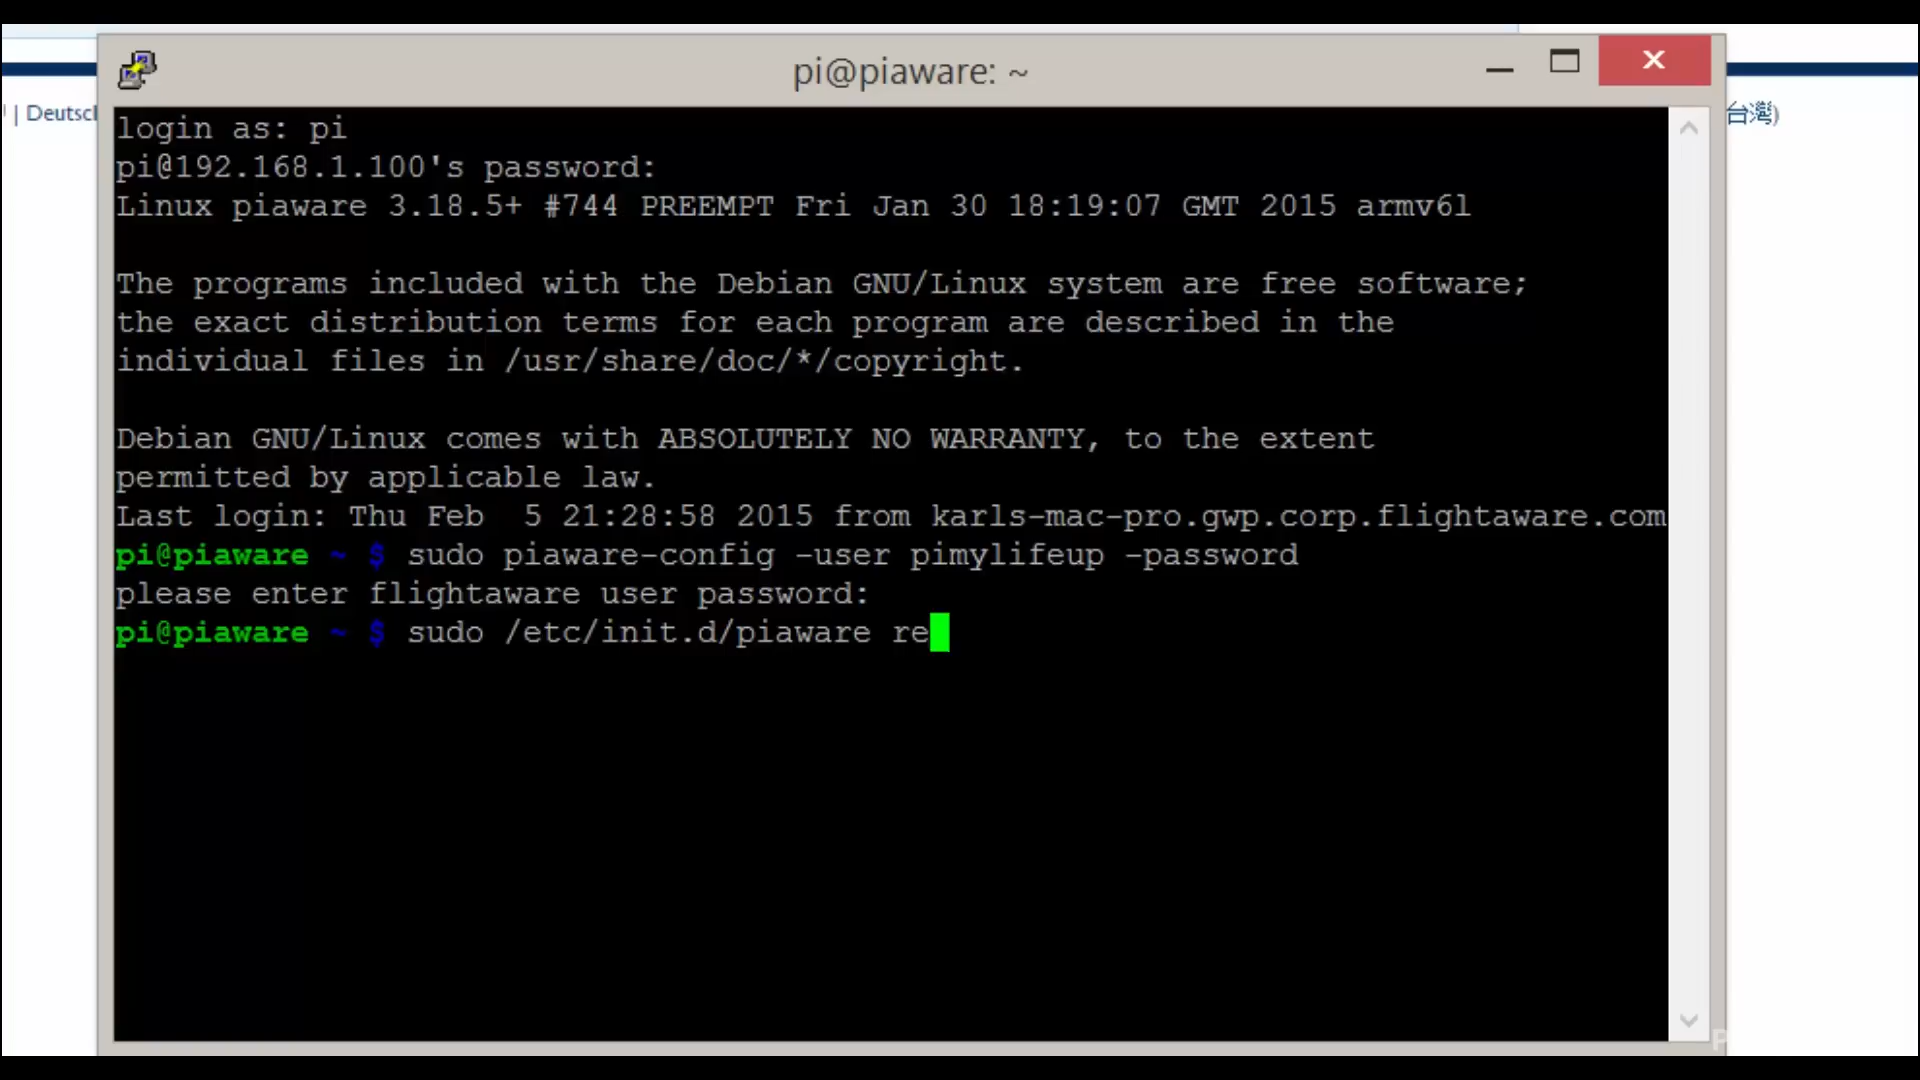 pi@piaware: ~
| Deutsch
台灣)
login as: pi
pi@192.168.1.100's password:
Linux piaware 3.18.5+ #744 PREEMPT Fri Jan 30 18:19:07 GMT 2015 armv6l
The programs included with the Debian GNU/Linux system are free software;
the exact distribution terms for each program are described in the
individual files in /usr/share/doc/*/copyright.
Debian GNU/Linux comes with ABSOLUTELY NO WARRANTY, to the extent
permitted by applicable law.
Last login: Thu Feb  5 21:28:58 2015 from karls-mac-pro.gwp.corp.flightaware.com
pi@piaware ~ $ sudo piaware-config -user pimylifeup -password
please enter flightaware user password:
pi@piaware ~ $ sudo /etc/init.d/piaware re